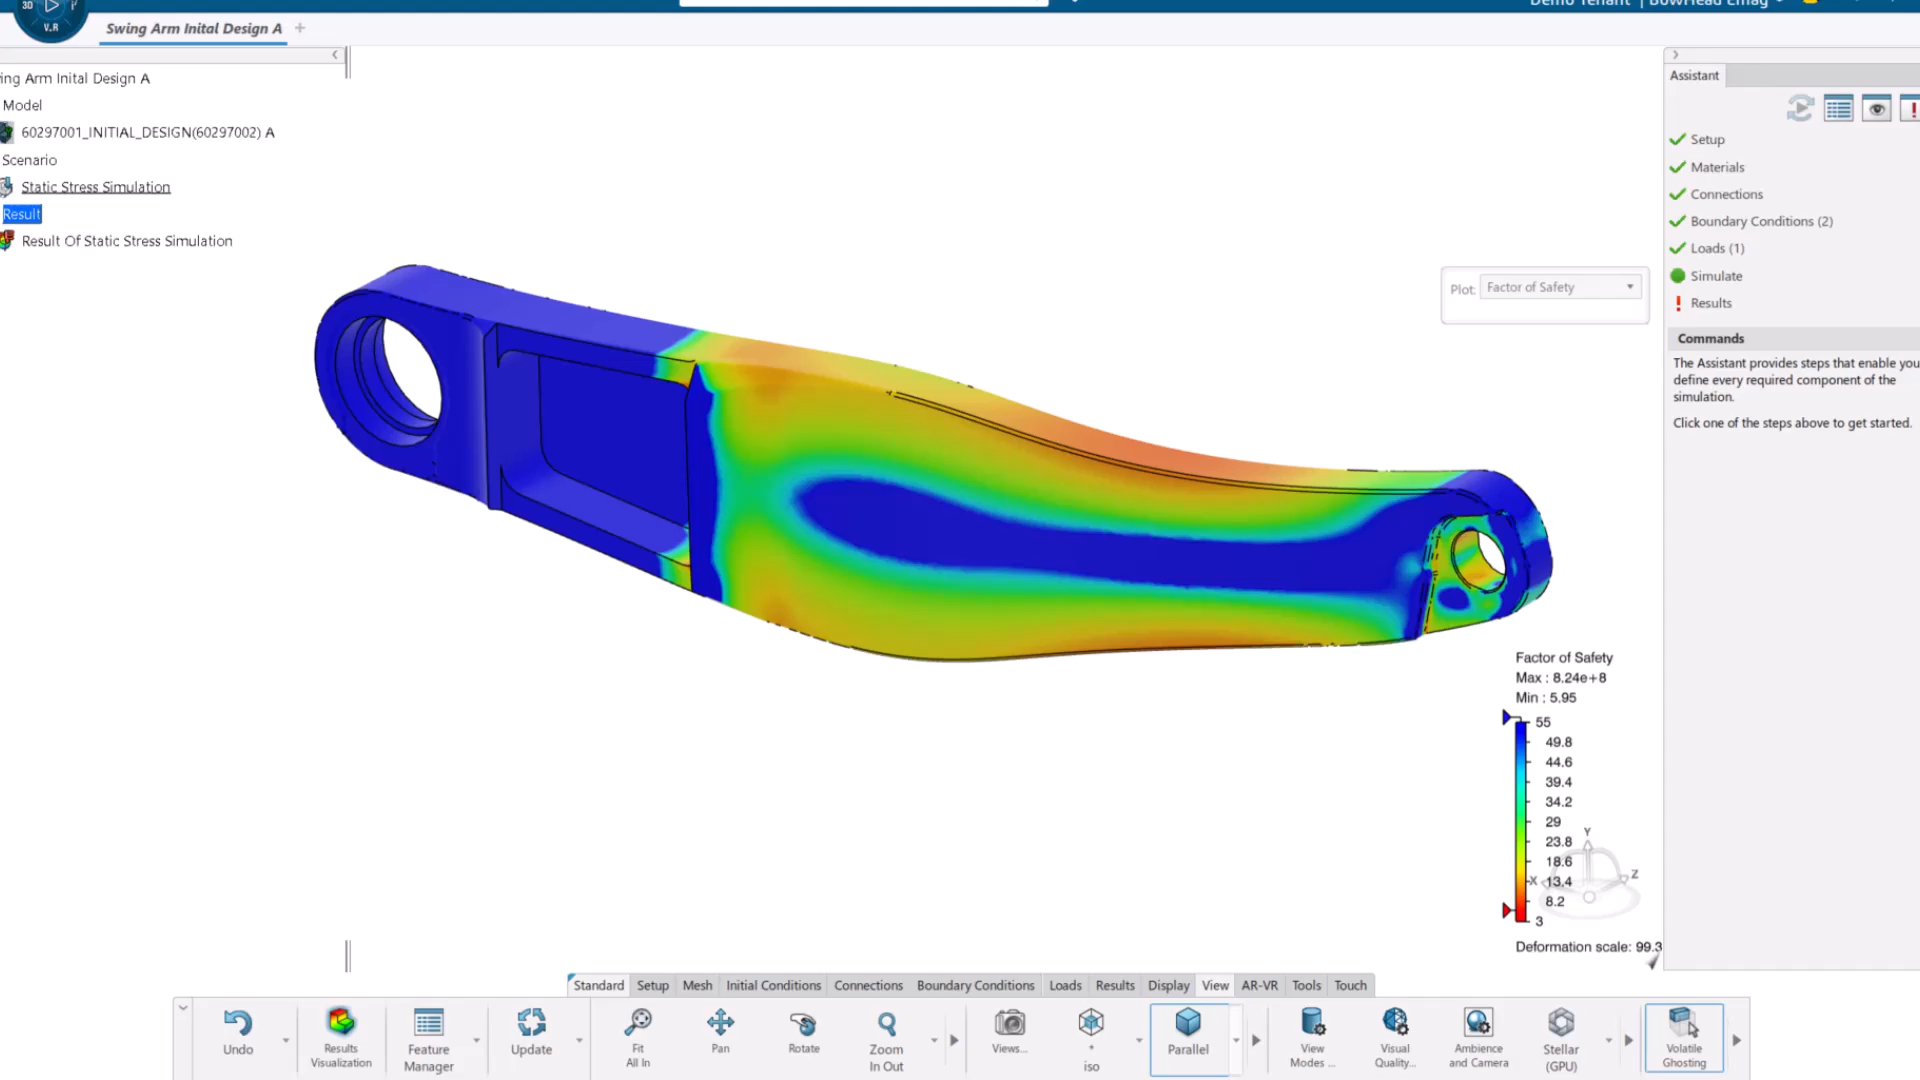 Demo Tenant | BowHead Emag
3D
V.R
Swing Arm Inital Design A +
ing Arm Inital Design A
Model
60297001_INITIAL_DESIGN(60297002) A
Scenario
Static Stress Simulation
Result
Result Of Static Stress Simulation
Plot: Factor of Safety
Assistant
Setup
Materials
Connections
Boundary Conditions (2)
Loads (1)
Simulate
Results
Commands
The Assistant provides steps that enable you
define every required component of the
simulation.
Click one of the steps above to get started.
Factor of Safety
Max : 8.24e+8
Min : 5.95
55
49.8
44.6
39.4
34.2
29
23.8
18.6
13.4
8.2
3
Y
Z
X
Deformation scale: 99.3
Standard Setup Mesh Initial Conditions Connections Boundary Conditions Loads Results Display View AR-VR Tools Touch
Undo
Results
Visualization
Feature
Manager
Update
Fit
All In
Pan
Rotate
Zoom
In Out
Views...
*
iso
Parallel
View
Modes ...
Visual
Quality...
Ambience
and Camera
Stellar
(GPU)
Volatile
Ghosting